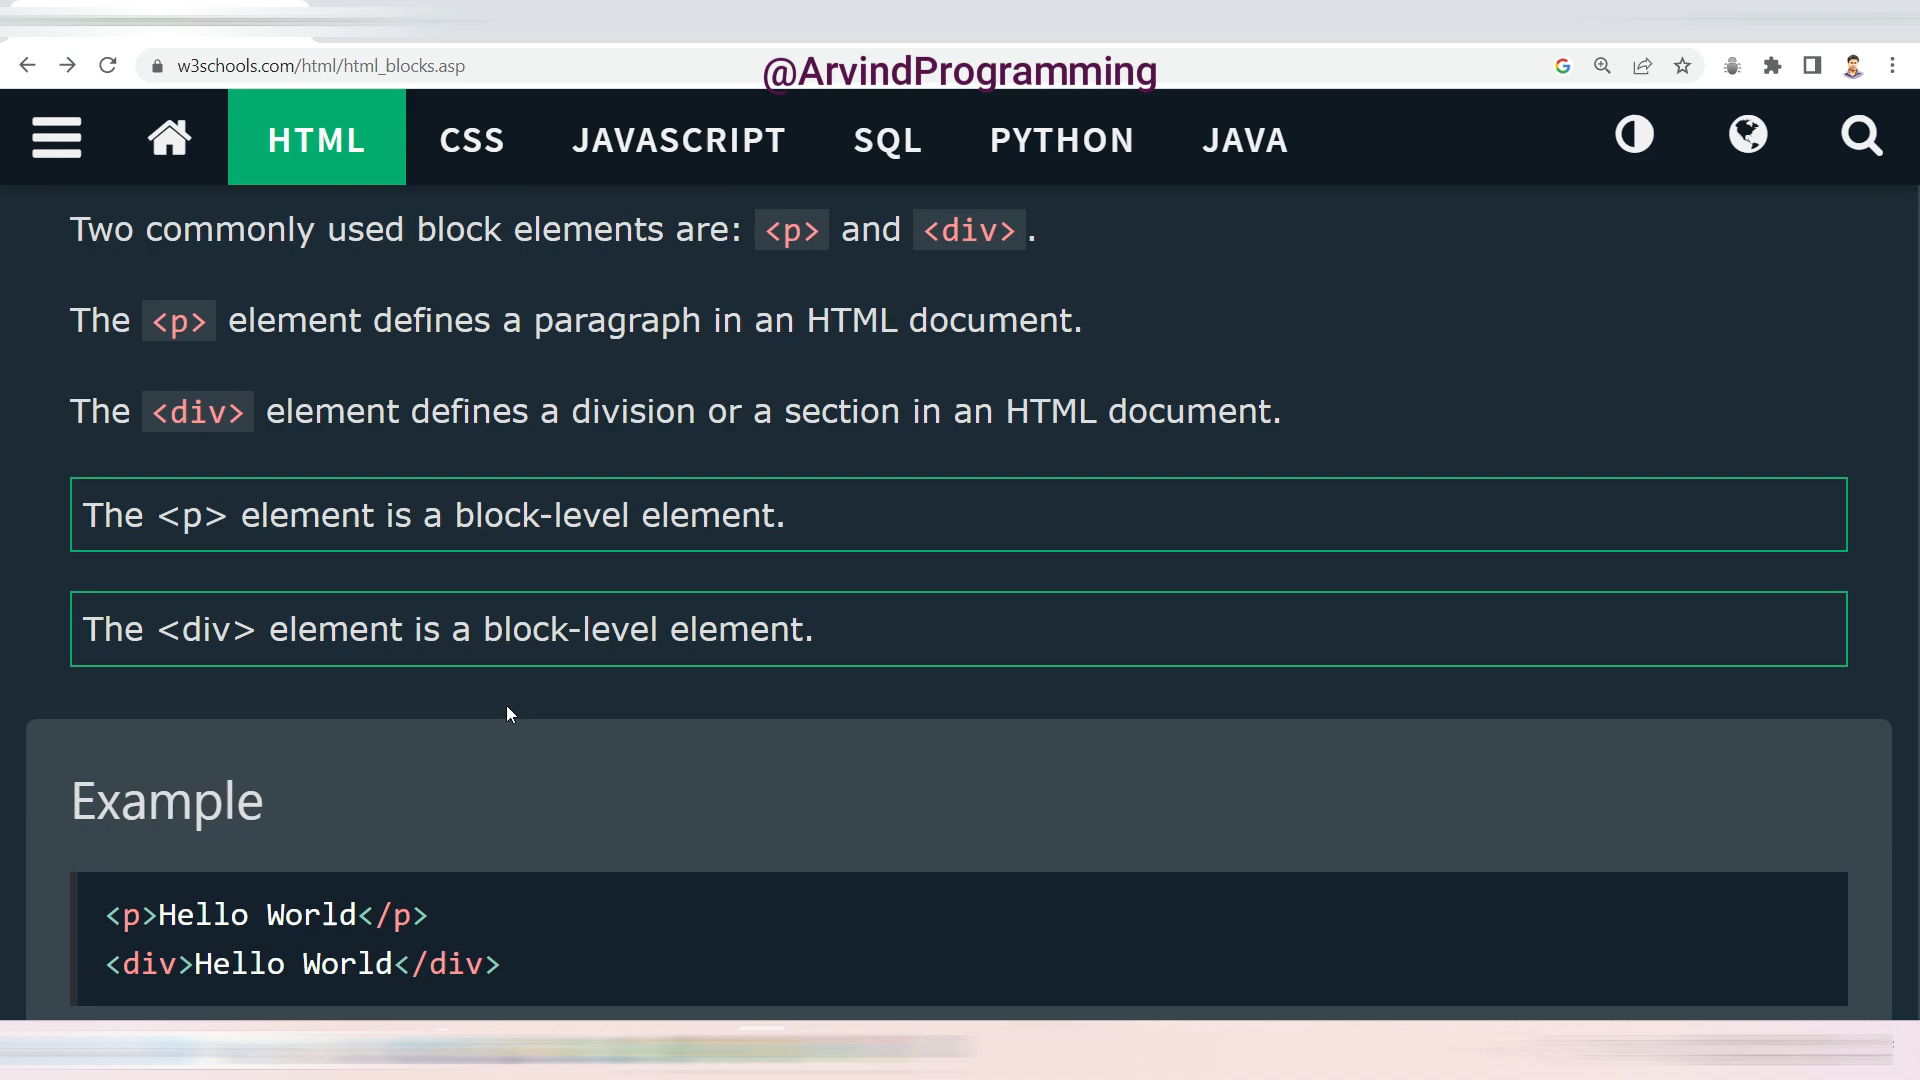 w3schools.com/html/html_blocks.asp
@ArvindProgramming
HTML CSS JAVASCRIPT SQL PYTHON JAVA
Two commonly used block elements are: <p> and <div>.
The <p> element defines a paragraph in an HTML document.
The <div> element defines a division or a section in an HTML document.
The <p> element is a block-level element.
The <div> element is a block-level element.
Example
<p>Hello World</p>
<div>Hello World</div>